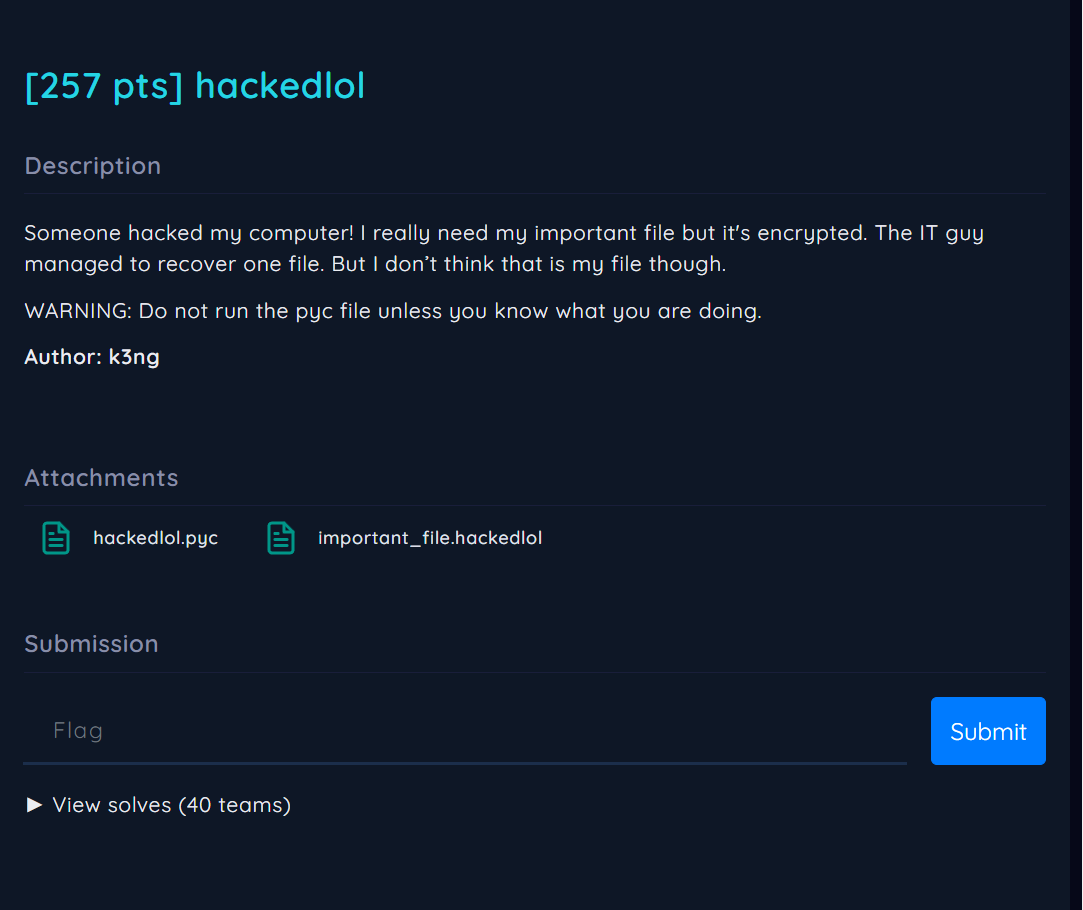 [257 pts] hackedlol
Description
Someone hacked my computer! I really need my important file but it's encrypted. The IT guy
managed to recover one file. But I don’t think that is my file though.
WARNING: Do not run the pyc file unless you know what you are doing.
Author: k3ng
Attachments
hackedlol.pyc
important_file.hackedlol
Submission
Flag
Submit
► View solves (40 teams)